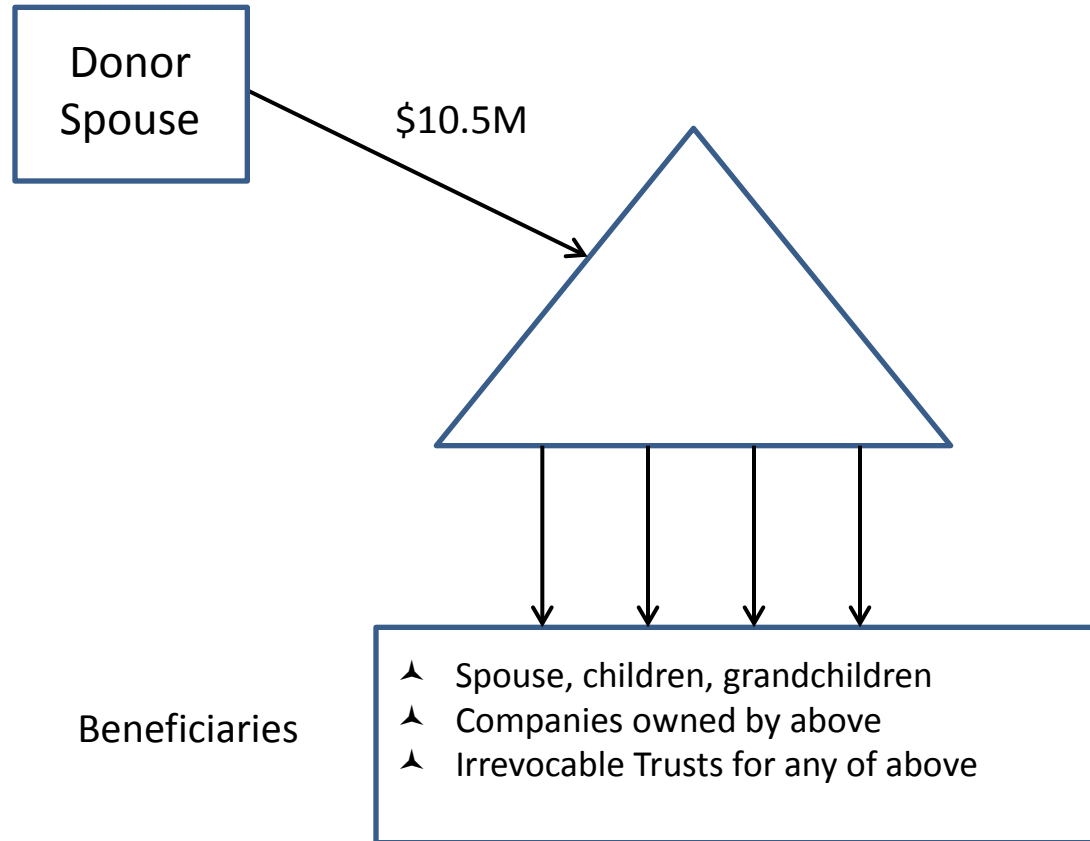 Donor
Spouse
$10.5M
Beneficiaries
Spouse, children, grandchildren
Companies owned by above
Irrevocable Trusts for any of above